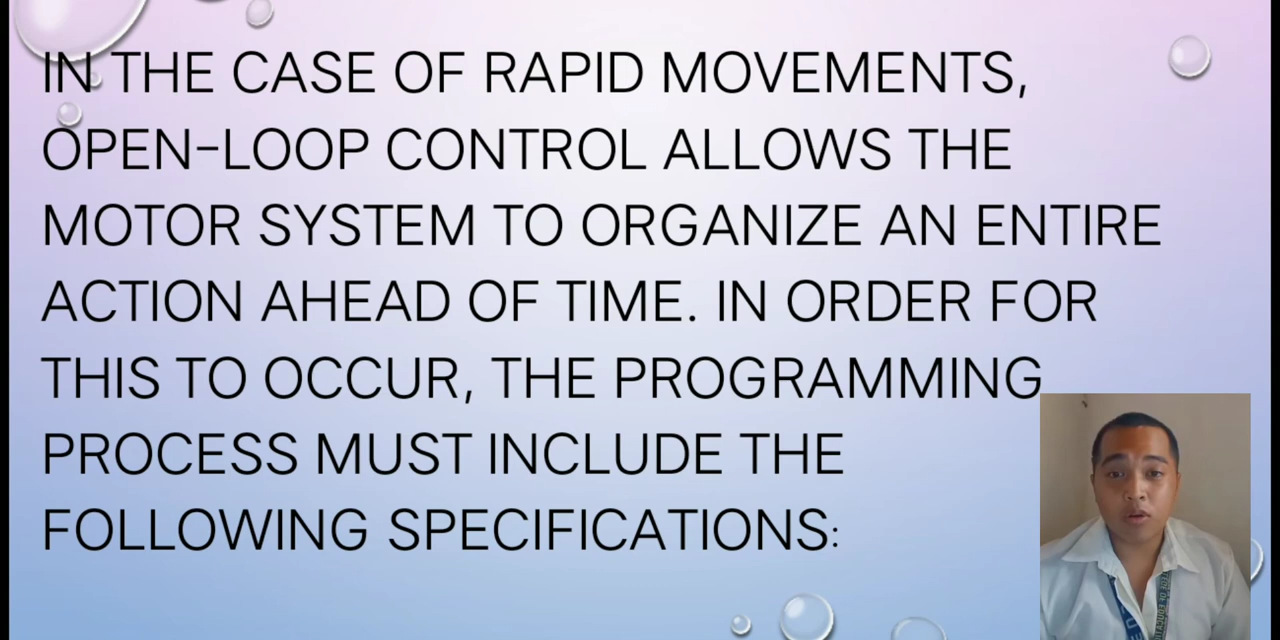 IN THE CASE OF RAPID MOVEMENTS,
OPEN-LOOP CONTROL ALLOWS THE
MOTOR SYSTEM TO ORGANIZE AN ENTIRE
ACTION AHEAD OF TIME. IN ORDER FOR
THIS TO OCCUR, THE PROGRAMMING
PROCESS MUST INCLUDE THE
FOLLOWING SPECIFICATIONS: